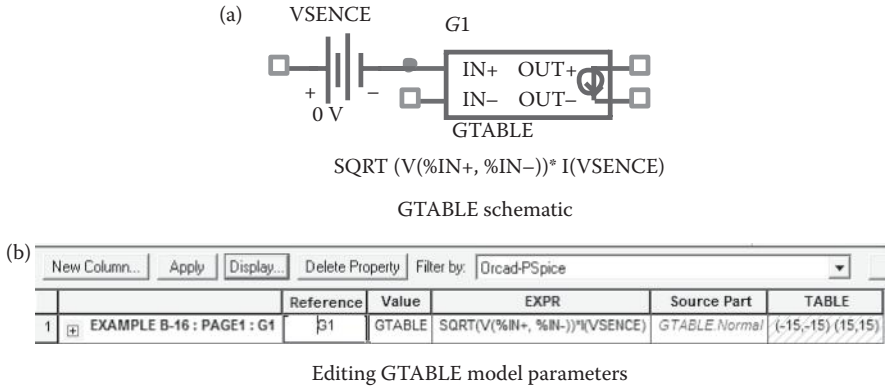 (a)
VSENCE
G1
IN+ OUT+
+ − IN− OUT−
0 V
GTABLE
SQRT (V(%IN+, %IN−))* I(VSENCE)
GTABLE schematic
(b)
New Column... Apply Display... Delete Property Filter by: Orcad-PSpice
Reference Value EXPR Source Part TABLE
1 EXAMPLE B-16 : PAGE1 : G1 G1 GTABLE SQRT(V(%IN+, %IN-))*I(VSENCE) GTABLE.Normal (-15,-15) (15,15)
Editing GTABLE model parameters